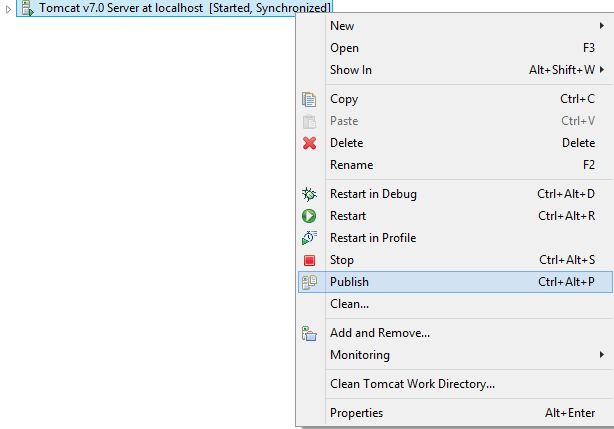 Tomcat v7.0 Server at localhost [Started, Synchronized]
New
Open F3
Show In Alt+Shift+W
Copy Ctrl+C
Paste Ctrl+V
Delete Delete
Rename F2
Restart in Debug Ctrl+Alt+D
Restart Ctrl+Alt+R
Restart in Profile
Stop Ctrl+Alt+S
Publish Ctrl+Alt+P
Clean...
Add and Remove...
Monitoring
Clean Tomcat Work Directory...
Properties Alt+Enter